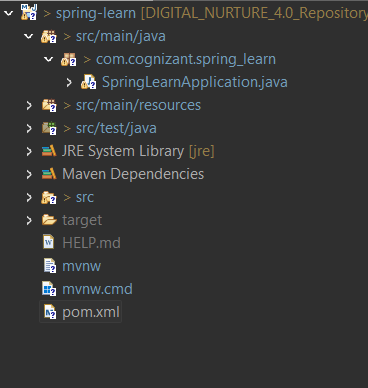 > spring-learn [DIGITAL_NURTURE_4.0_Repository
> src/main/java
> com.cognizant.spring_learn
> SpringLearnApplication.java
> src/main/resources
> src/test/java
JRE System Library [jre]
Maven Dependencies
> src
target
HELP.md
mvnw
mvnw.cmd
pom.xml